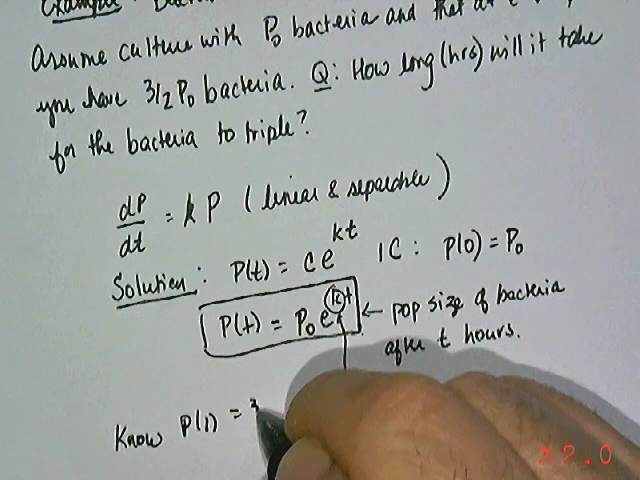 Example
Assume culture with P₀ bacteria and that at
you have 3/2 P₀ bacteria. Q: How long (hrs) will it take
for the bacteria to triple?
dP/dt = kP (linear & separable)
Solution: P(t) = Ce^kt IC: P(0) = P₀
P(t) = P₀e^kt ← pop size of bacteria
after t hours.
Know P(1) = 3